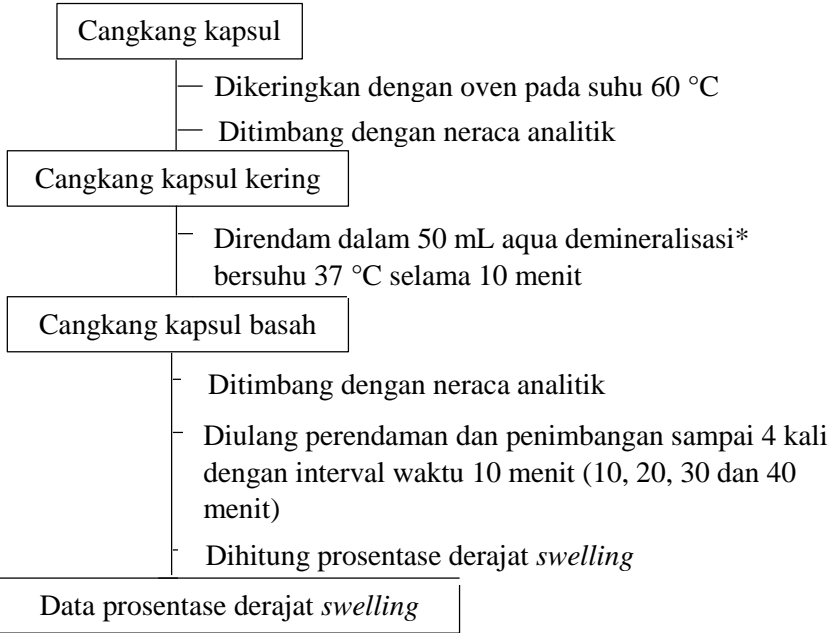 Cangkang kapsul
Dikeringkan dengan oven pada suhu 60 °C
Ditimbang dengan neraca analitik
Cangkang kapsul kering
Direndam dalam 50 mL aqua demineralisasi*
bersuhu 37 °C selama 10 menit
Cangkang kapsul basah
Ditimbang dengan neraca analitik
Diulang perendaman dan penimbangan sampai 4 kali
dengan interval waktu 10 menit (10, 20, 30 dan 40
menit)
Dihitung prosentase derajat swelling
Data prosentase derajat swelling